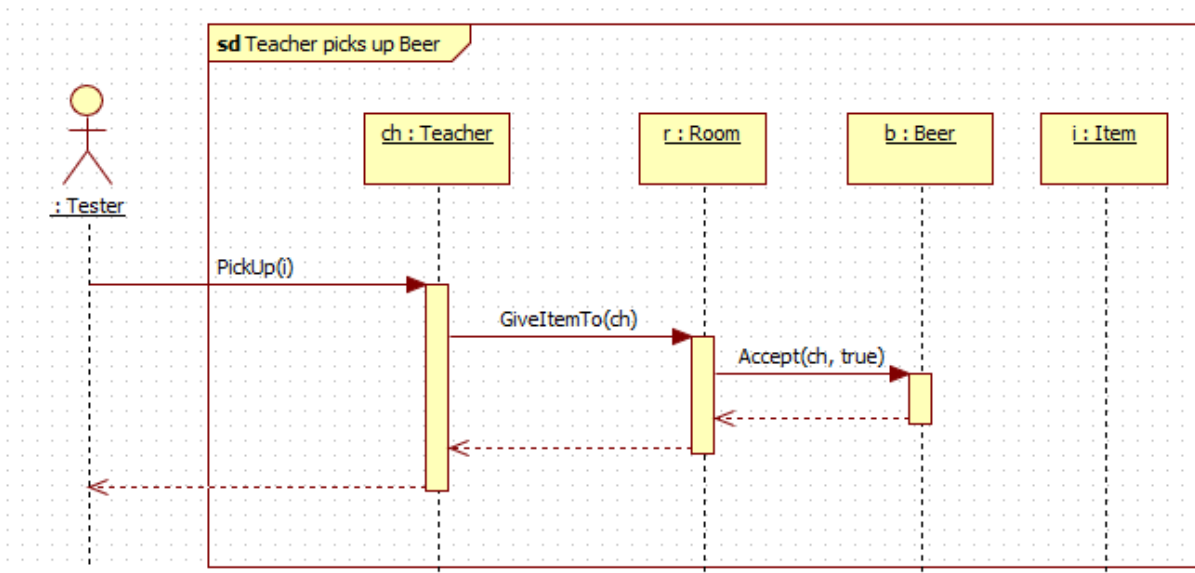 sd Teacher picks up Beer
ch : Teacher
r : Room
b : Beer
i : Item
: Tester
PickUp(i)
GiveItemTo(ch)
Accept(ch, true)